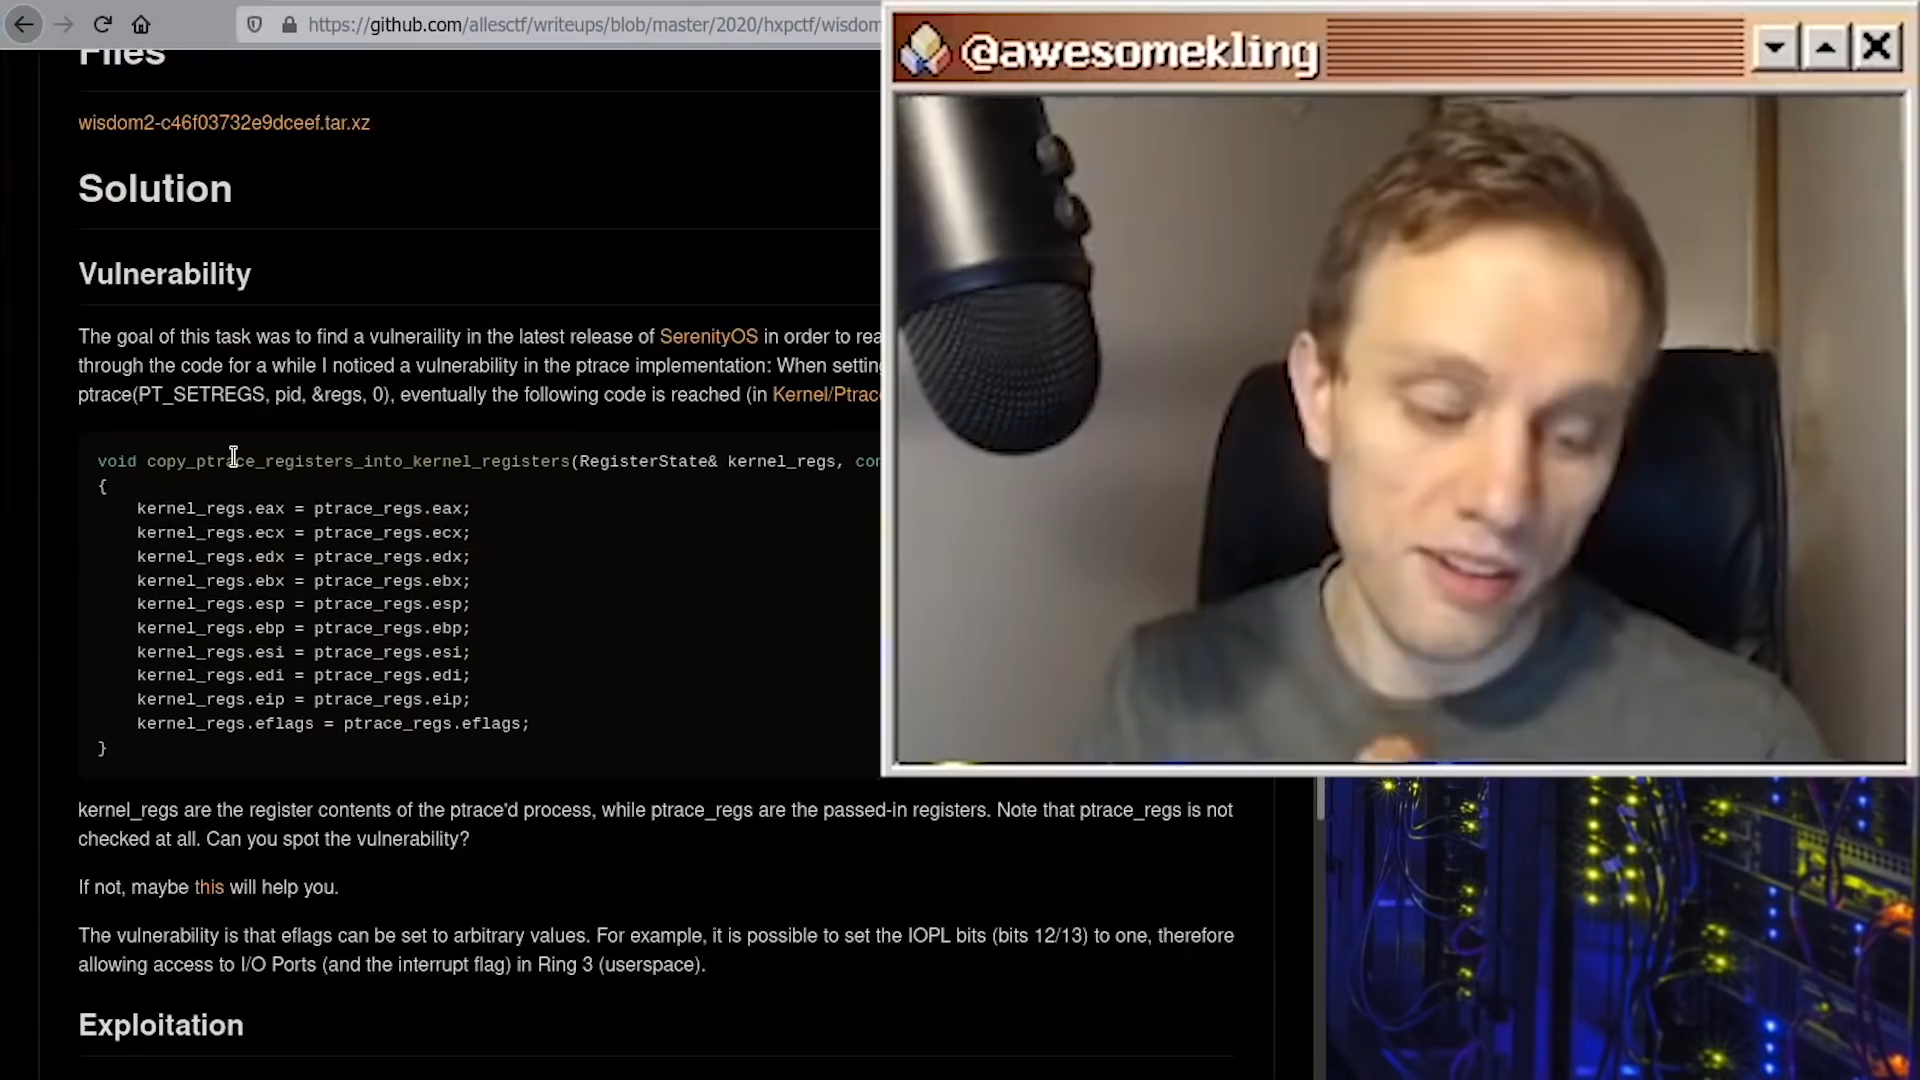 https://github.com/allesctf/writeups/blob/master/2020/hxpctf/wisdom
@awesomekling
Files
wisdom2-c46f03732e9dceef.tar.xz
Solution
Vulnerability
The goal of this task was to find a vulneraility in the latest release of SerenityOS in order to rea
through the code for a while I noticed a vulnerability in the ptrace implementation: When setting
ptrace(PT_SETREGS, pid, &regs, 0), eventually the following code is reached (in Kernel/Ptrac
void copy_ptrace_registers_into_kernel_registers(RegisterState& kernel_regs, con
{
kernel_regs.eax = ptrace_regs.eax;
kernel_regs.ecx = ptrace_regs.ecx;
kernel_regs.edx = ptrace_regs.edx;
kernel_regs.ebx = ptrace_regs.ebx;
kernel_regs.esp = ptrace_regs.esp;
kernel_regs.ebp = ptrace_regs.ebp;
kernel_regs.esi = ptrace_regs.esi;
kernel_regs.edi = ptrace_regs.edi;
kernel_regs.eip = ptrace_regs.eip;
kernel_regs.eflags = ptrace_regs.eflags;
}
kernel_regs are the register contents of the ptrace'd process, while ptrace_regs are the passed-in registers. Note that ptrace_regs is not
checked at all. Can you spot the vulnerability?
If not, maybe this will help you.
The vulnerability is that eflags can be set to arbitrary values. For example, it is possible to set the IOPL bits (bits 12/13) to one, therefore
allowing access to I/O Ports (and the interrupt flag) in Ring 3 (userspace).
Exploitation